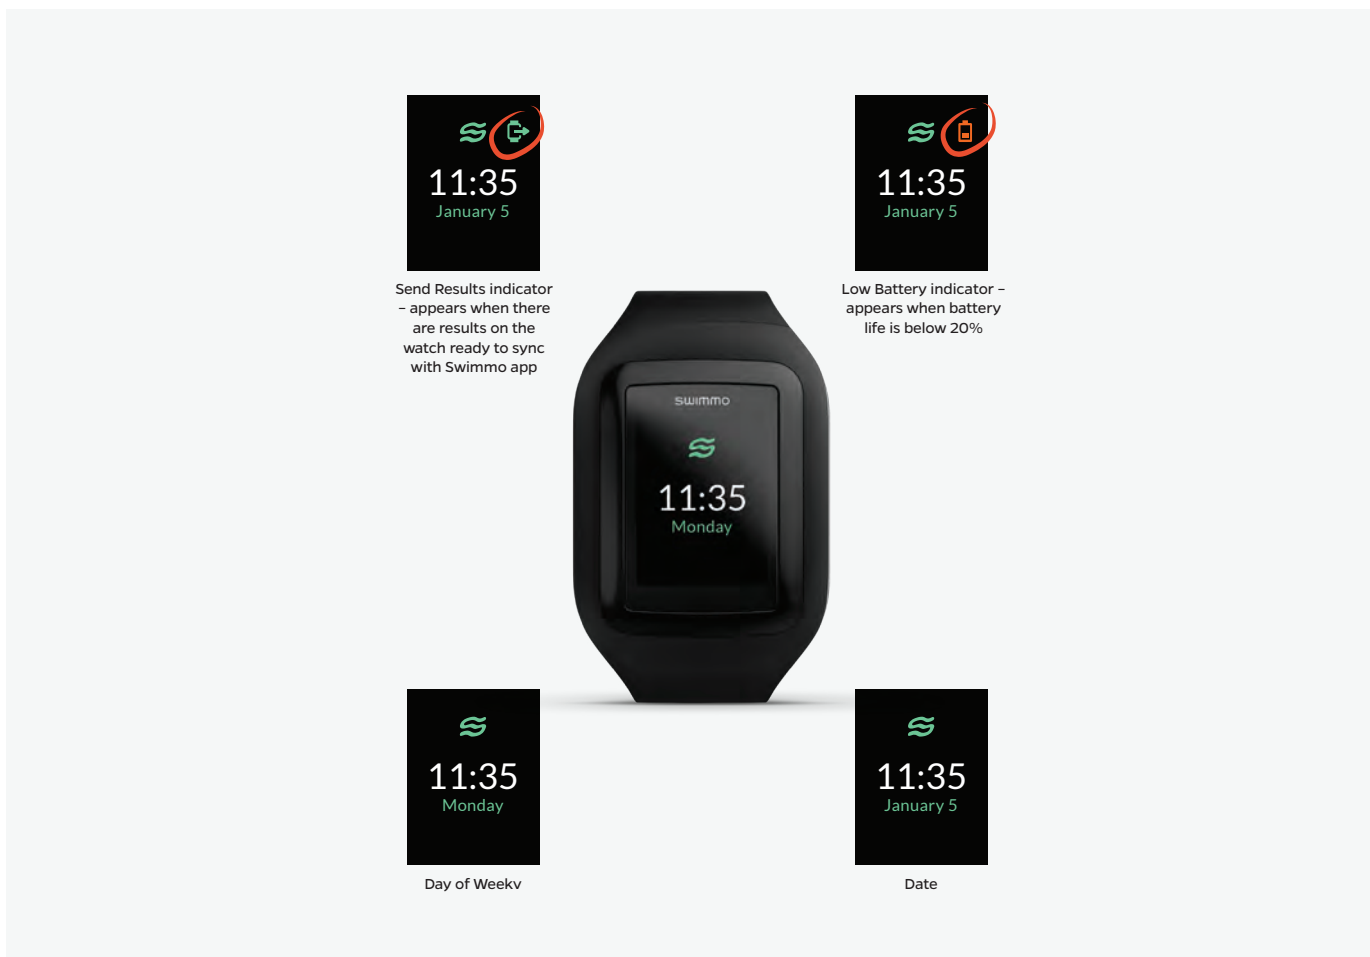 11:35
January 5
Send Results indicator
– appears when there
are results on the
watch ready to sync
with Swimmo app
11:35
January 5
Low Battery indicator –
appears when battery
life is below 20%
swimmo
11:35
Monday
11:35
Monday
Day of Weekv
11:35
January 5
Date